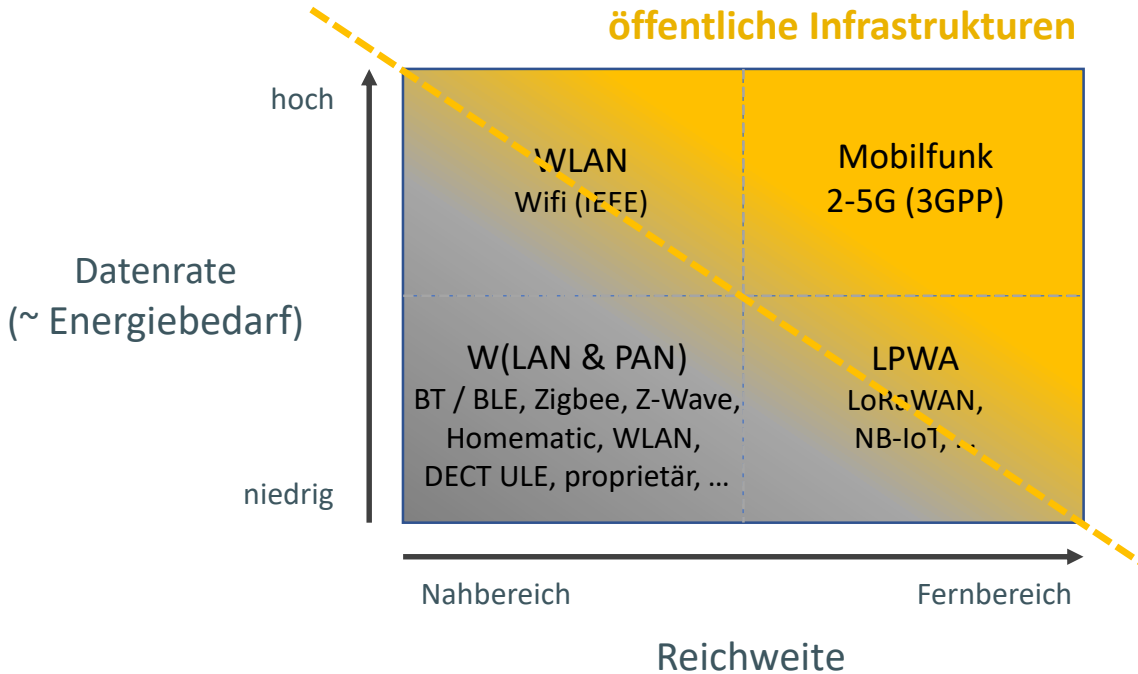 öffentliche Infrastrukturen
hoch
WLAN
Wifi (IEEE)
Mobilfunk
2-5G (3GPP)
Datenrate
(~ Energiebedarf)
W(LAN & PAN)
BT / BLE, Zigbee, Z-Wave,
Homematic, WLAN,
DECT ULE, proprietär, ...
LPWA
LoRaWAN,
NB-IoT, ...
niedrig
Nahbereich
Fernbereich
Reichweite